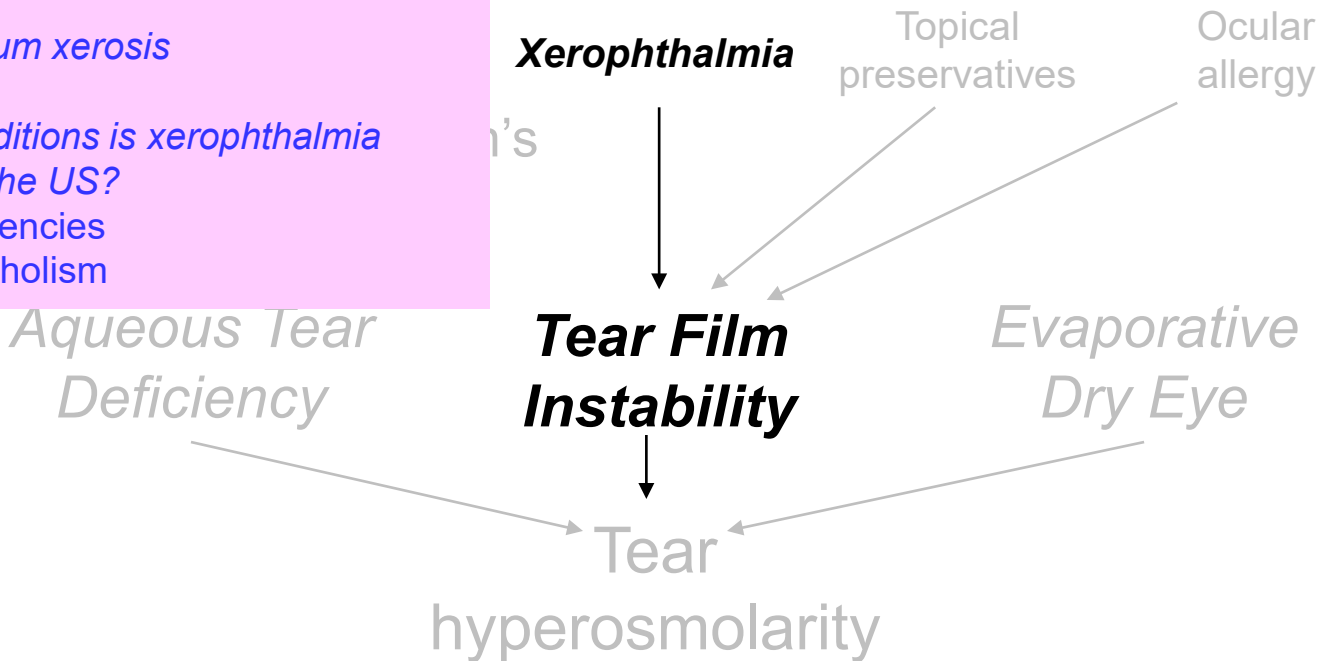 um xerosis
ditions is xerophthalmia
he US?
encies
holism
Xerophthalmia
Topical
preservatives
Ocular
allergy
's
Aqueous Tear
Deficiency
Tear Film
Instability
Evaporative
Dry Eye
Tear
hyperosmolarity